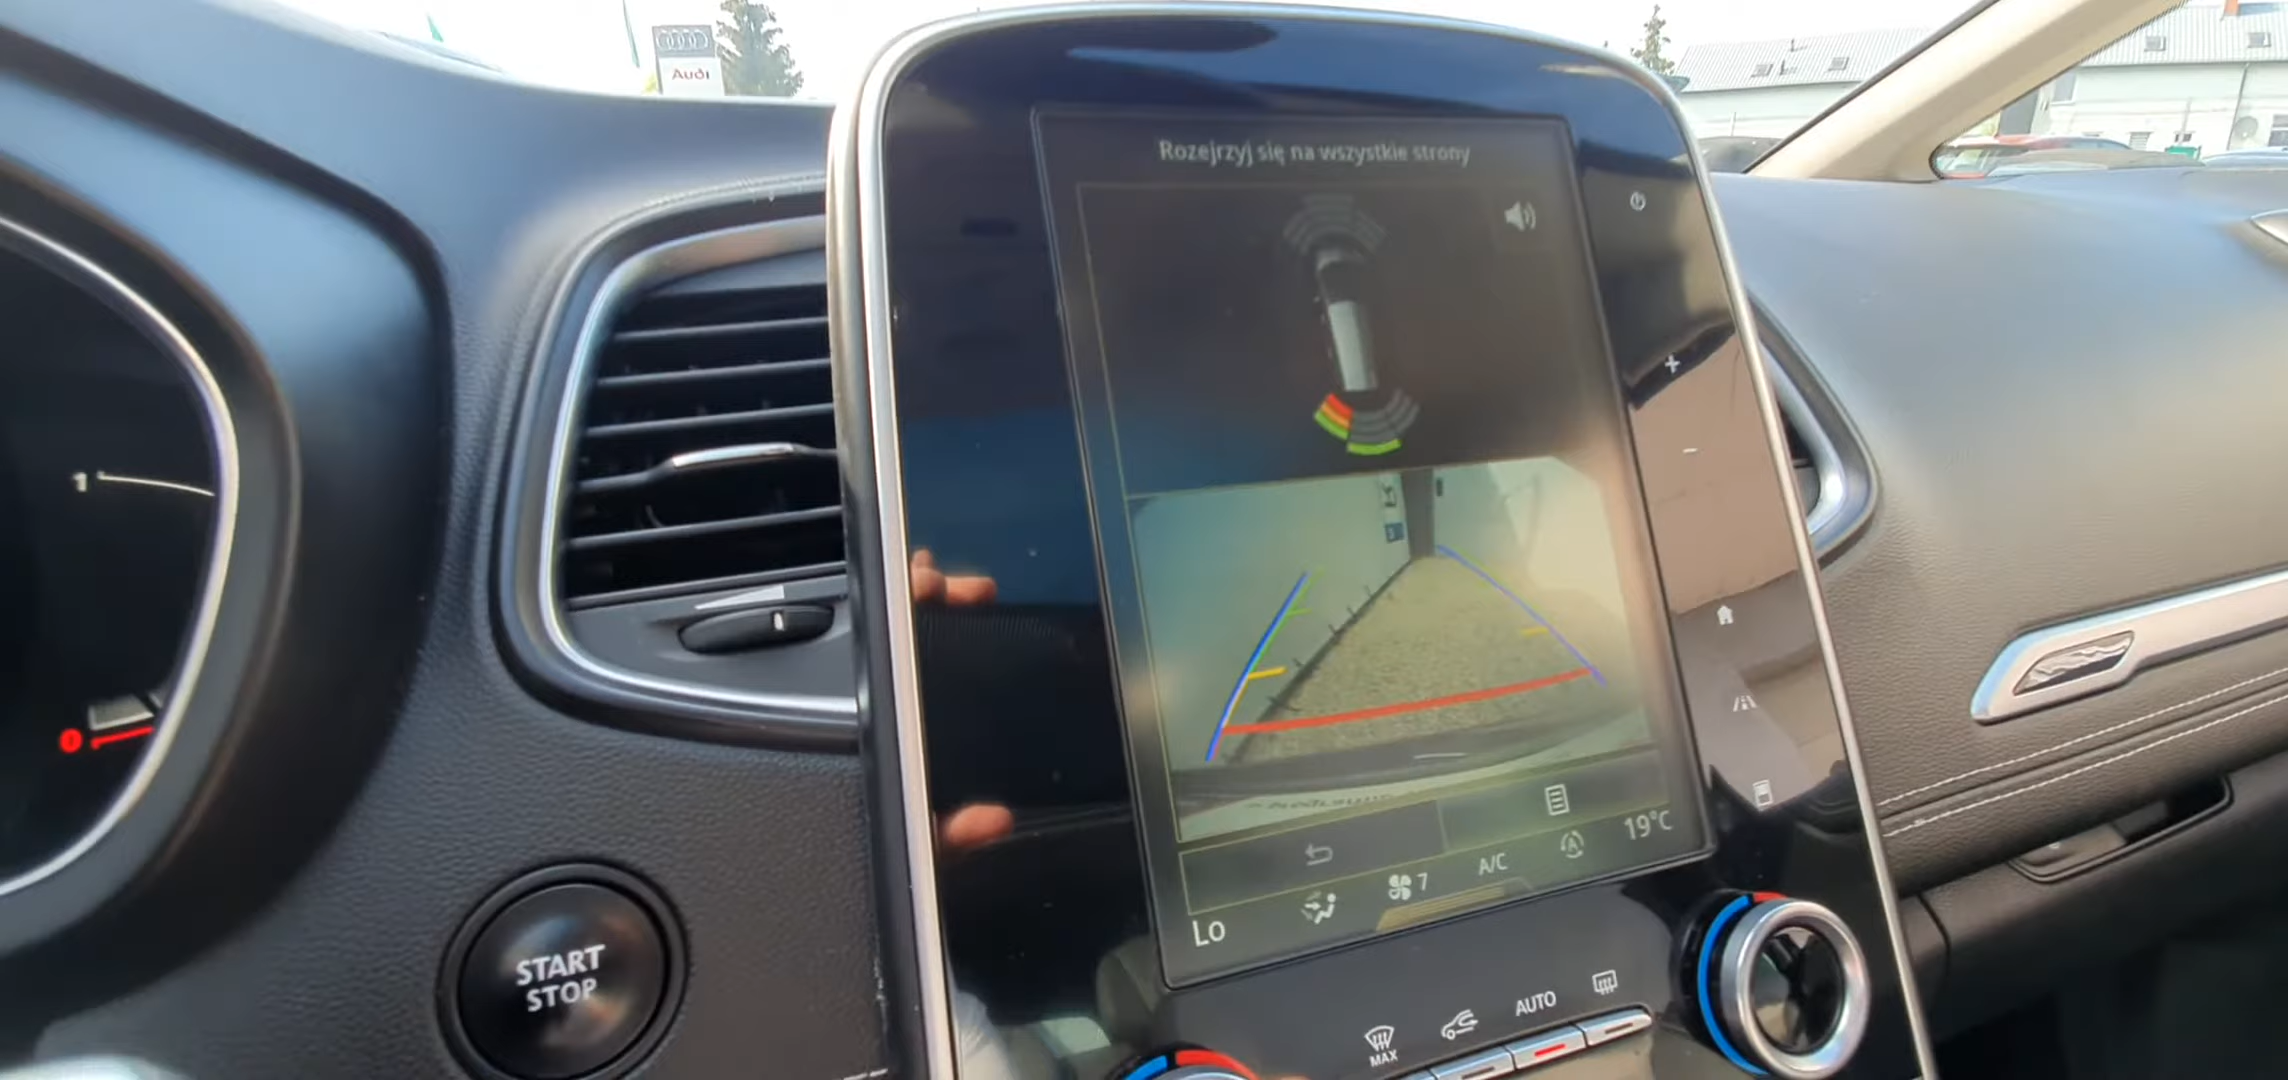 Audi
Rozejrzyj się na wszystkie strony
1
0
19°C
A/C
A
7
Lo
START
STOP
AUTO
MAX